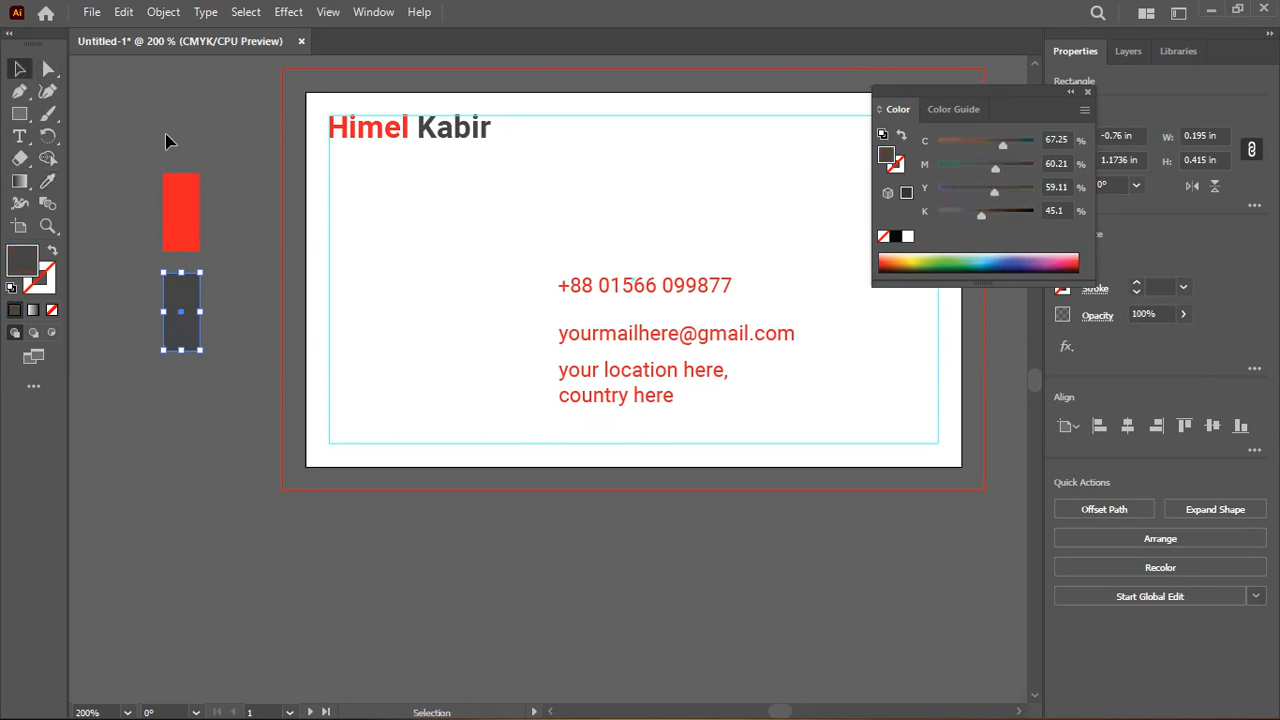 Ai File Edit Object Type Select Effect View Window Help
Untitled-1* @ 200 % (CMYK/CPU Preview) ×
Properties Layers Libraries
Rectangle
Color Color Guide
C 67.25 %
M 60.21 %
Y 59.11 %
K 45.1 %
-0.76 in W: 0.195 in
1.1736 in H: 0.415 in
0°
Stroke
Opacity 100%
fx
Align
Quick Actions
Offset Path Expand Shape
Arrange
Recolor
Start Global Edit
Himel Kabir
+88 01566 099877
yourmailhere@gmail.com
your location here,
country here
200% 0° 1 Selection